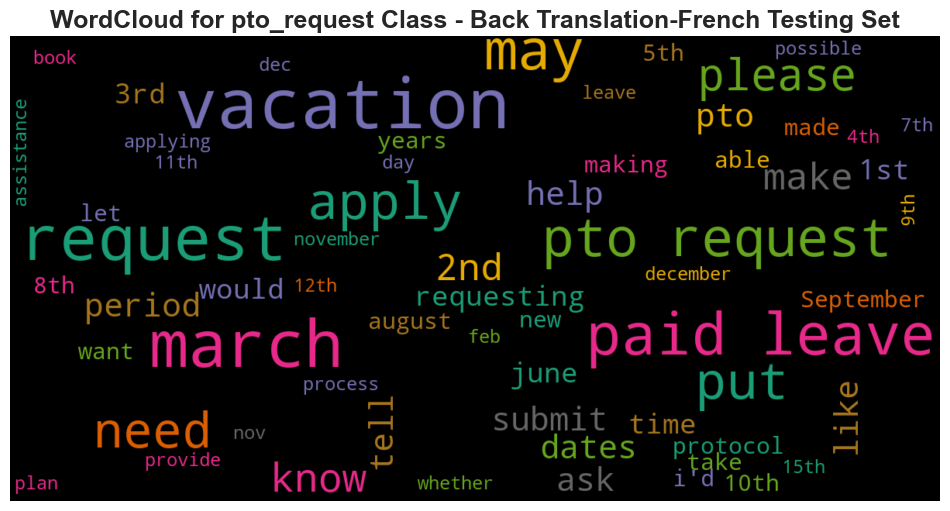 WordCloud for pto_request Class - Back Translation-French Testing Set
book
dec
may
5th
possible
please
vacation
3rd
leave
pto
made
7th
4th
assistance
applying
years
11th
day
making
able
make
1st
help
apply
let
9th
request
november
pto request
2nd
december
8th
would
12th
period
requesting
September
august
new
march
feb
paid leave
want
june
process
put
need
nov
tell
submit
time
like
dates
protocol
provide
take
15th
plan
know
whether
ask
i'd
10th